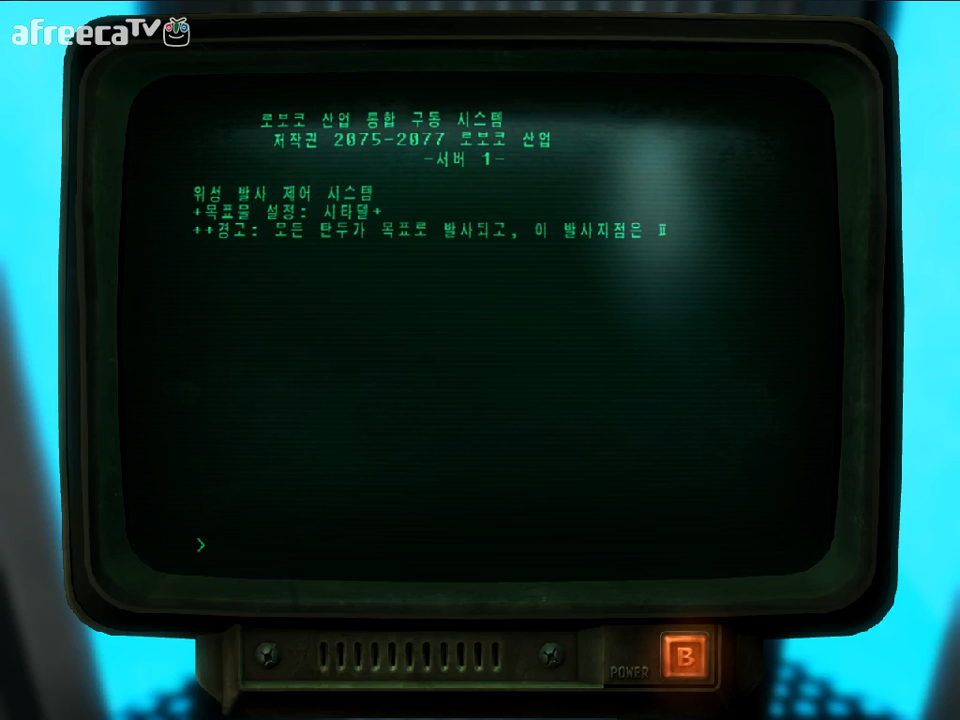 afreecaTV
로보코 산업 통합 구동 시스템
저작권 2075-2077 로보코 산업
-서버 1-
위성 발사 제어 시스템
+목표물 설정: 시타델+
++경고: 모든 탄두가 목표로 발사되고, 이 발사지점은 ㅍ
>
POWER B